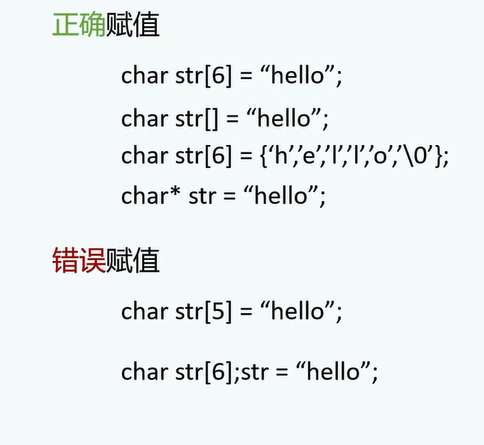 正确赋值
char str[6] = “hello”;
char str[] = “hello”;
char str[6] = {‘h’,’e’,’l’,’l’,’o’,’\0’};
char* str = “hello”;
错误赋值
char str[5] = “hello”;
char str[6];str = “hello”;